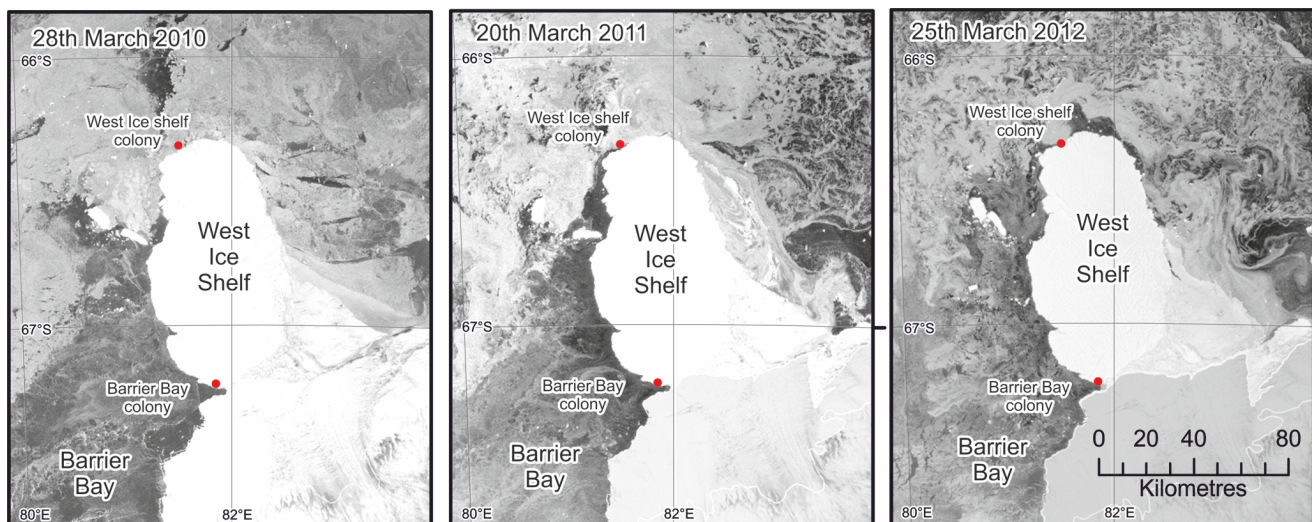 28th March 2010
66°S
West Ice shelf
colony
West
Ice
Shelf
67°S
Barrier Bay
colony
Barrier
Bay
80°E
82°E
20th March 2011
66°S
West Ice shelf
colony
West
Ice
Shelf
67°S
Barrier Bay
colony
Barrier
Bay
80°E
82°E
25th March 2012
66°S
West Ice shelf
colony
West
Ice
Shelf
67°S
Barrier Bay
colony
Barrier
Bay
0 20 40 80
Kilometres
80°E
82°E